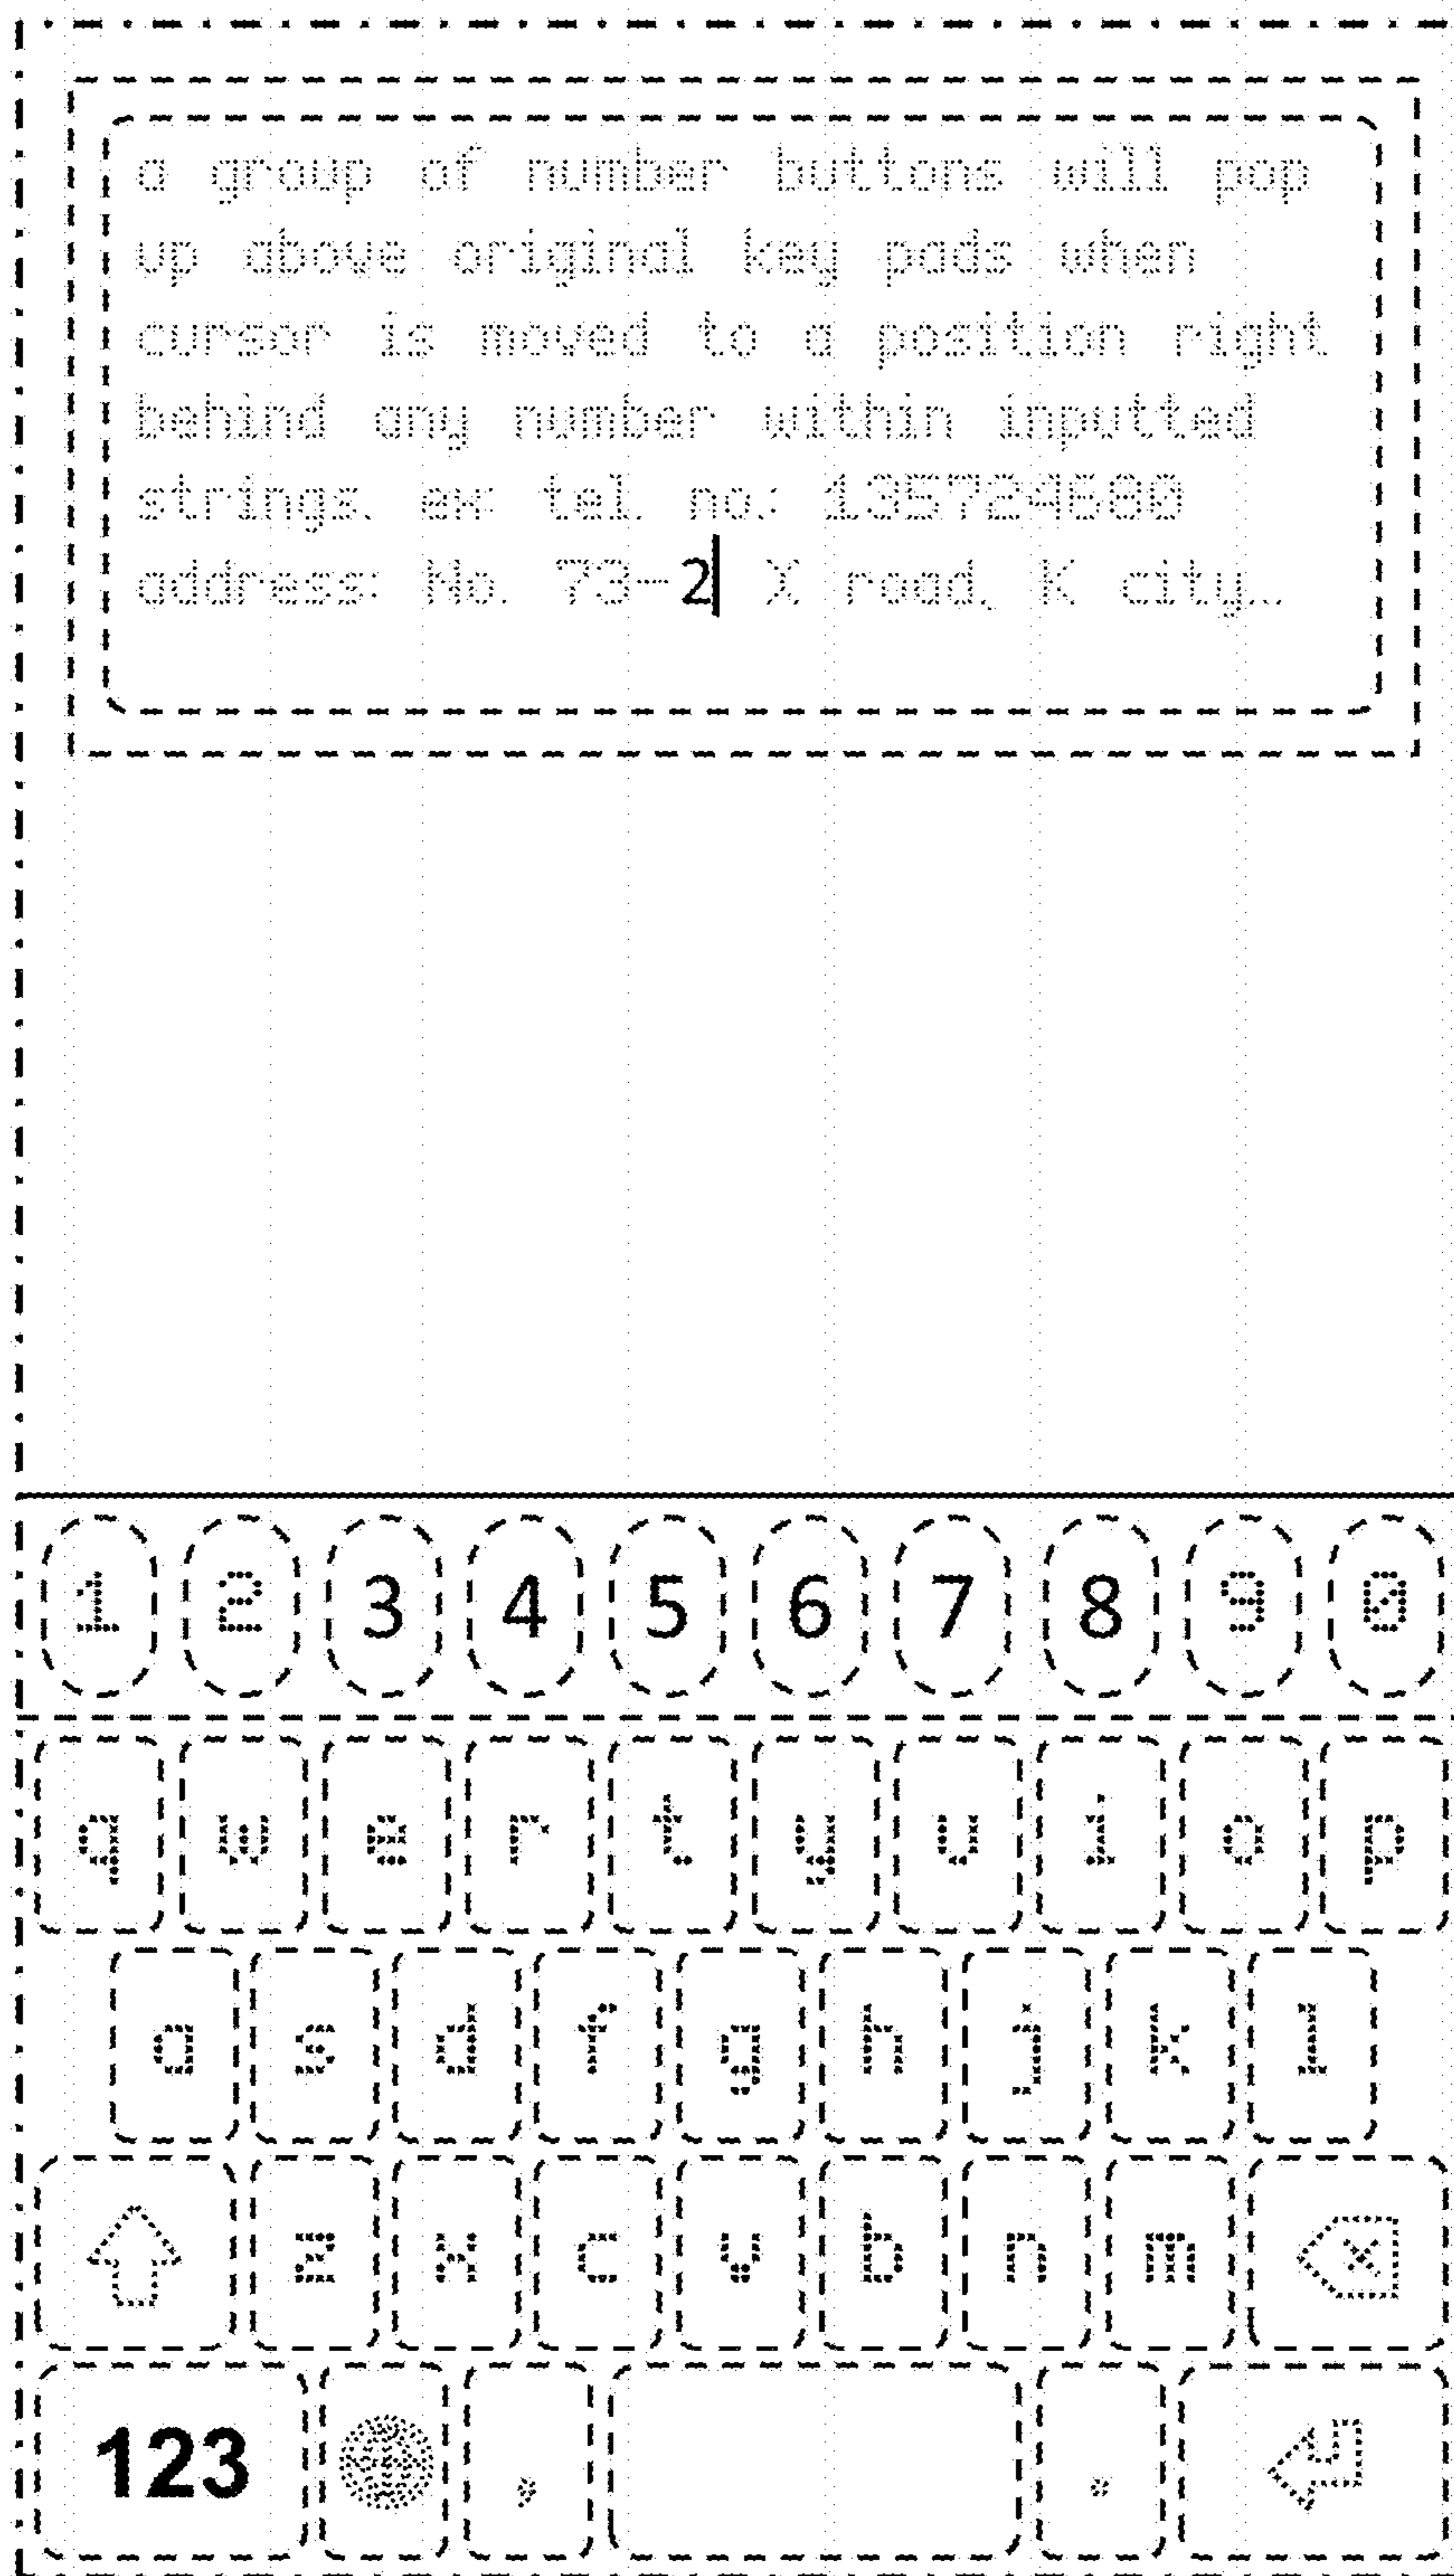 a group of number buttons will pop
up above original key pads when
cursor is moved to a position right
behind any number within inputted
strings. ex: tel. no.: 135724680
address: No. 73-2 X road, K city...
1 2 3 4 5 6 7 8 9 0
q w e r t y u i o p
a s d f g h j k l
z x c v b n m
123 , .